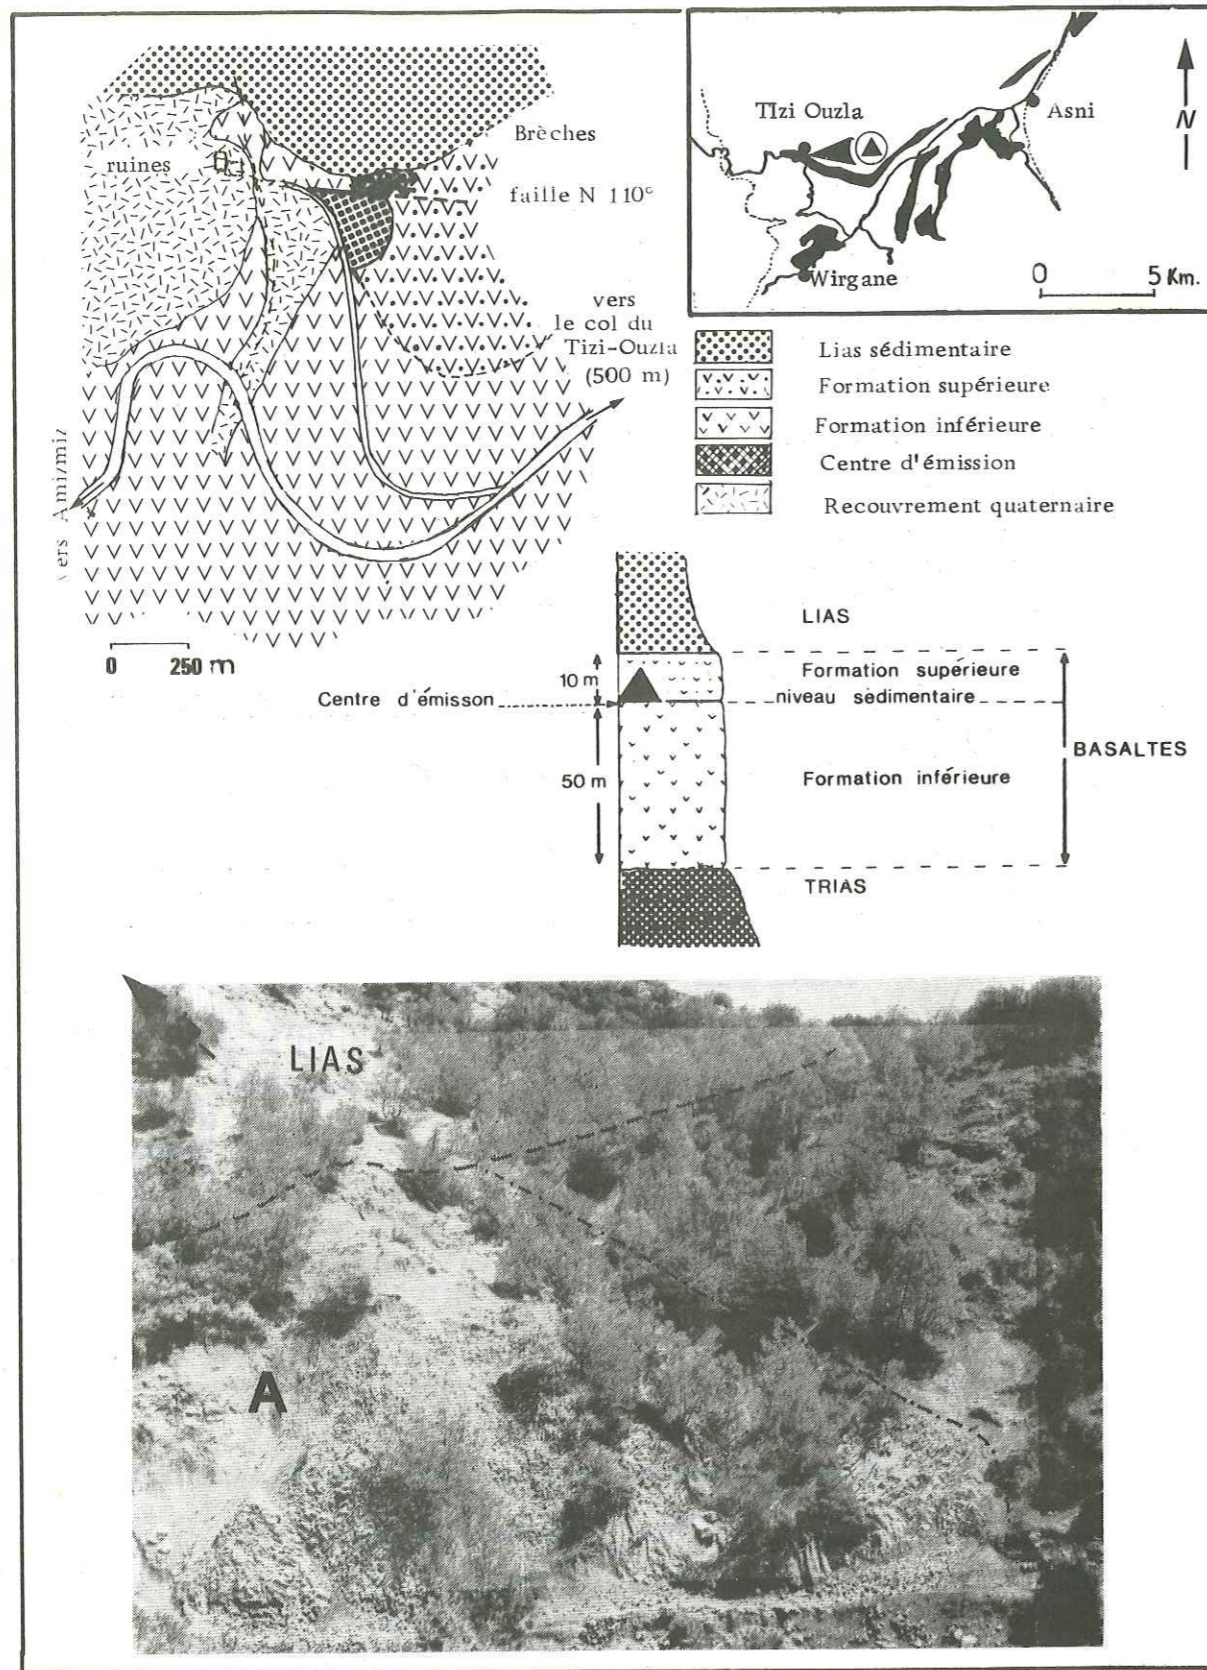 Brèches
ruines
faille N 110°
vers
le col du
Tizi-Ouzla
(500 m)
vers Amizmiz
0 250 m
TIzi Ouzla
Asni
N
Wirgane
0 5 Km.
Lias sédimentaire
Formation supérieure
Formation inférieure
Centre d'émission
Recouvrement quaternaire
LIAS
10 m
Formation supérieure
Centre d'émisson
niveau sédimentaire
BASALTES
50 m
Formation inférieure
TRIAS
LIAS
A